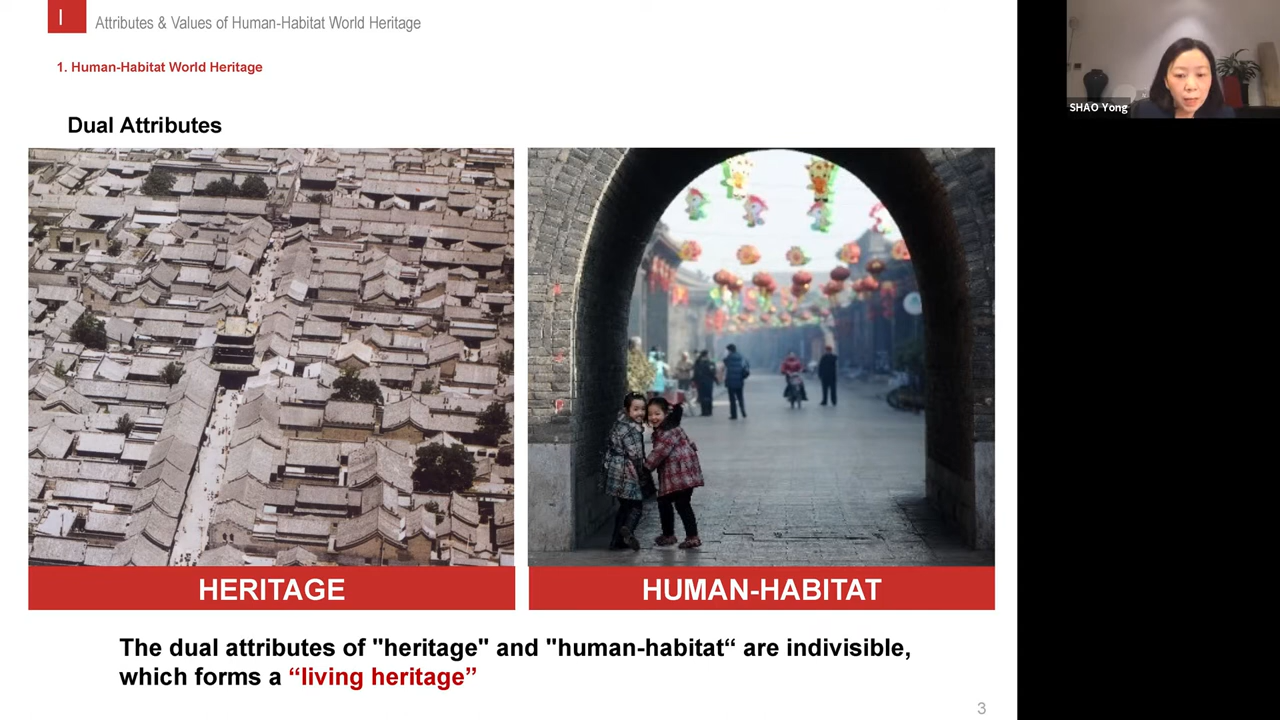 I
Attributes & Values of Human-Habitat World Heritage
1. Human-Habitat World Heritage
Dual Attributes
HERITAGE
HUMAN-HABITAT
The dual attributes of "heritage" and "human-habitat“ are indivisible,
which forms a “living heritage”
3
SHAO Yong